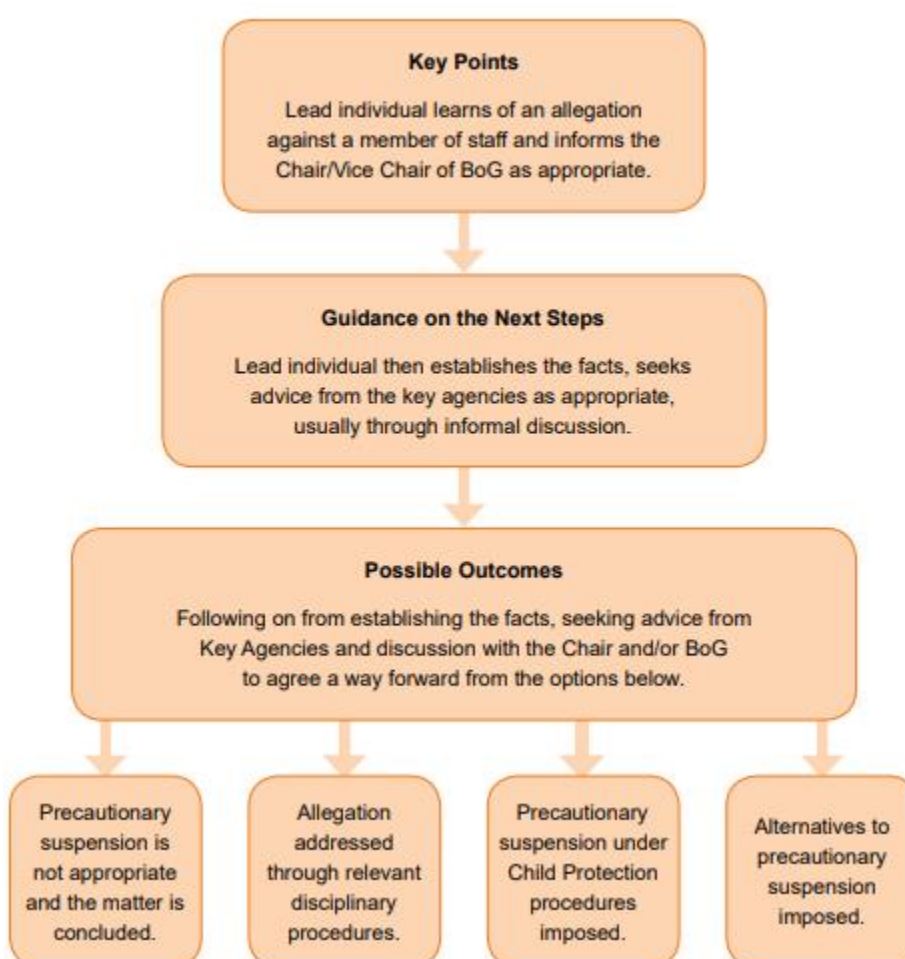 Key Points
Lead individual learns of an allegation
against a member of staff and informs the
Chair/Vice Chair of BoG as appropriate.
Guidance on the Next Steps
Lead individual then establishes the facts, seeks
advice from the key agencies as appropriate,
usually through informal discussion.
Possible Outcomes
Following on from establishing the facts, seeking advice from
Key Agencies and discussion with the Chair and/or BoG
to agree a way forward from the options below.
Precautionary
suspension is
not appropriate
and the matter is
concluded.
Allegation
addressed
through relevant
disciplinary
procedures.
Precautionary
suspension under
Child Protection
procedures
imposed.
Alternatives to
precautionary
suspension
imposed.